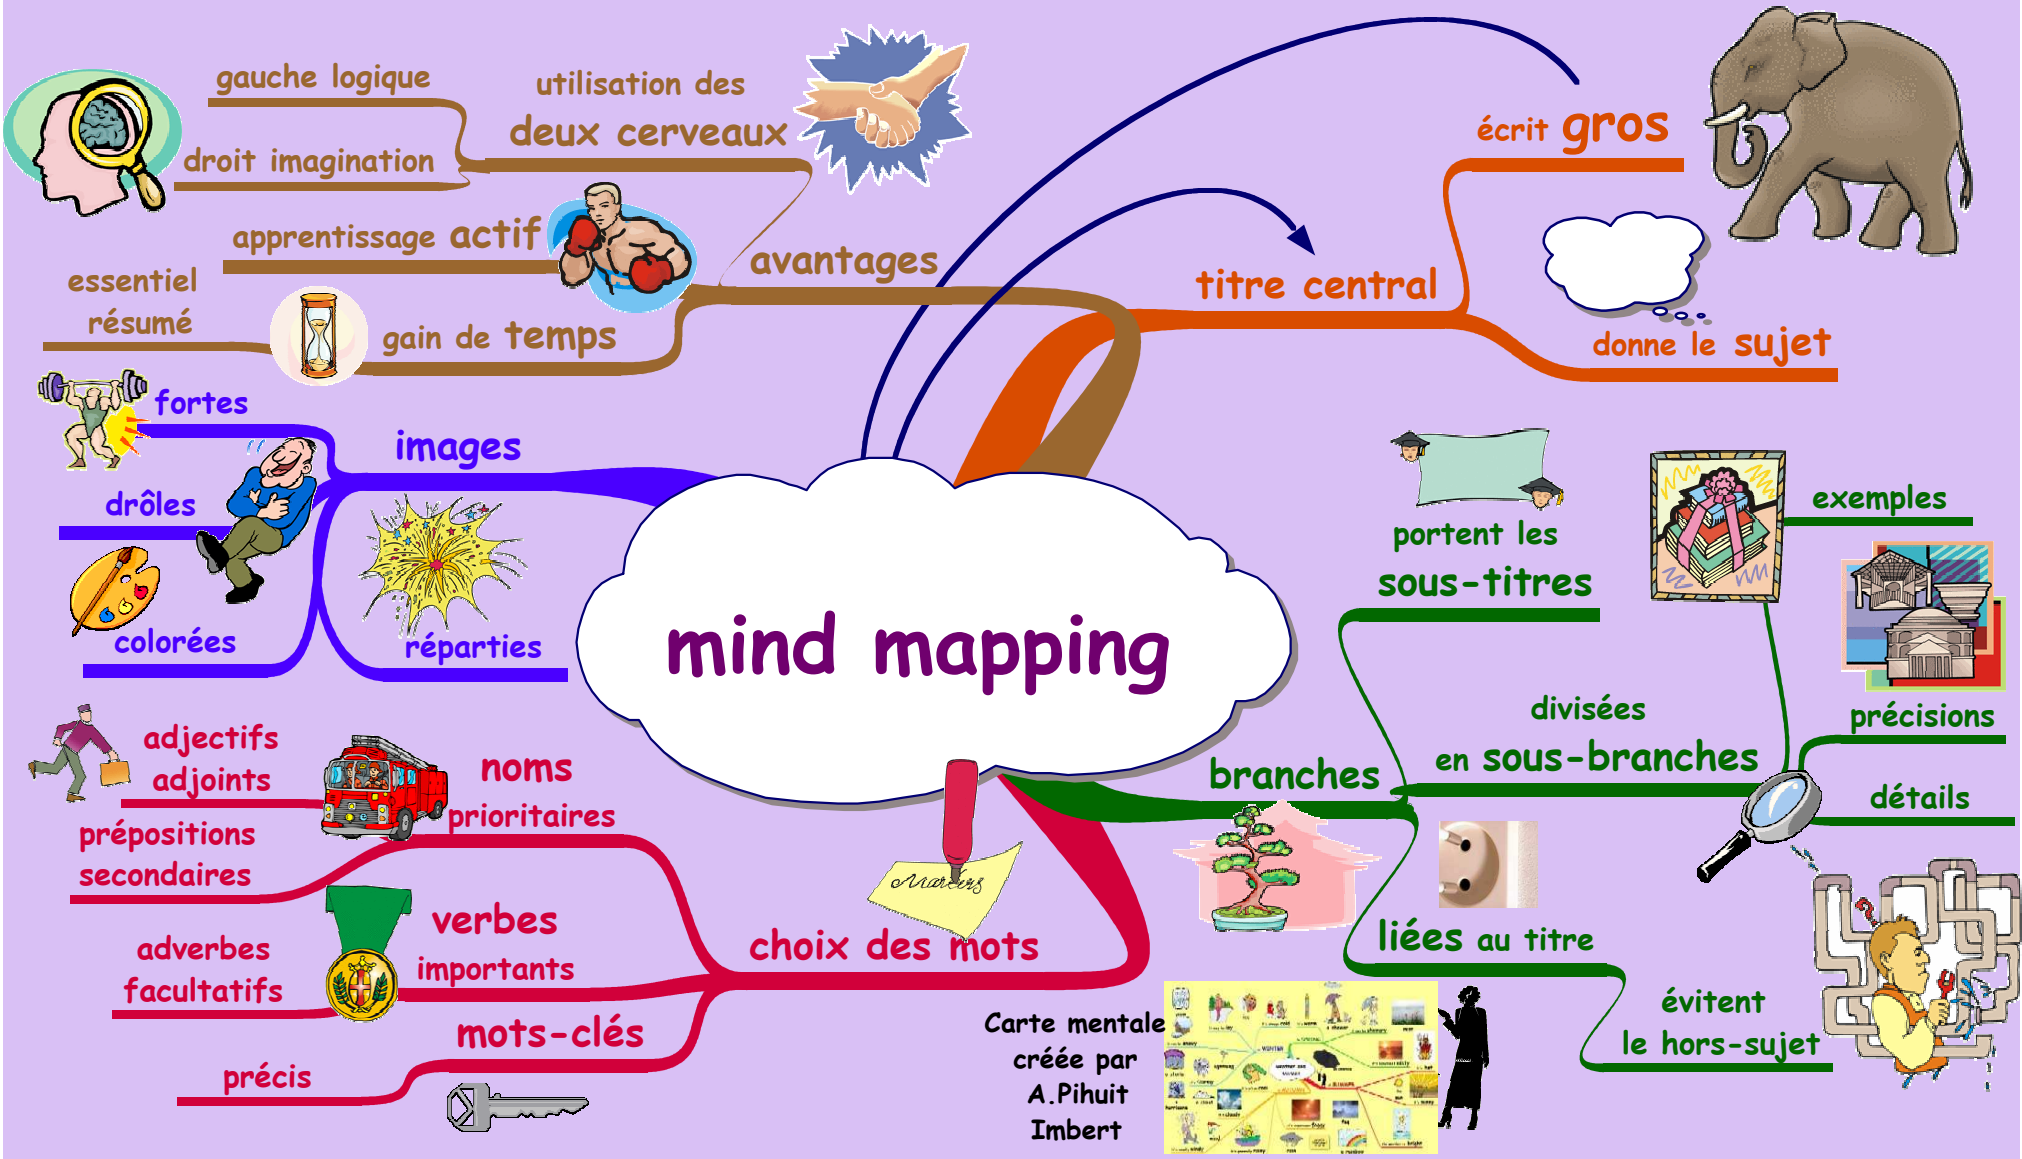 mind mapping
titre central
écrit gros
donne le sujet
branches
portent les
sous-titres
divisées
en sous-branches
exemples
précisions
détails
liées au titre
évitent
le hors-sujet
choix des mots
noms
prioritaires
adjectifs
adjoints
prépositions
secondaires
verbes
importants
adverbes
facultatifs
mots-clés
précis
images
fortes
drôles
colorées
réparties
avantages
utilisation des
deux cerveaux
gauche logique
droit imagination
apprentissage actif
gain de temps
essentiel
résumé
Carte mentale
créée par
A.Pihuit
Imbert